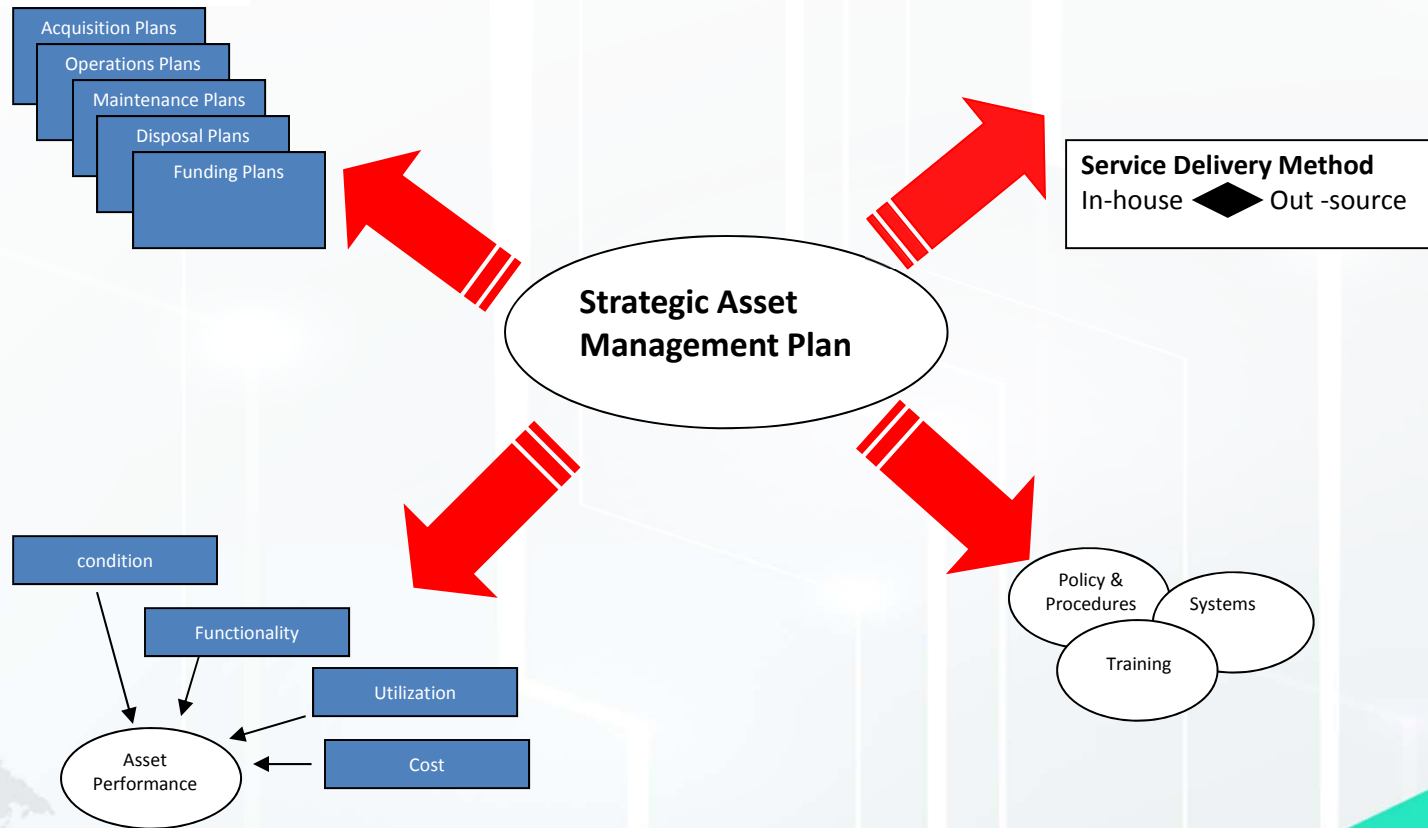 Acquisition Plans
Operations Plans
Maintenance Plans
Disposal Plans
Funding Plans
Service Delivery Method
In-house Out -source
Strategic Asset
Management Plan
condition
Functionality
Utilization
Cost
Asset
Performance
Policy &
Procedures
Systems
Training